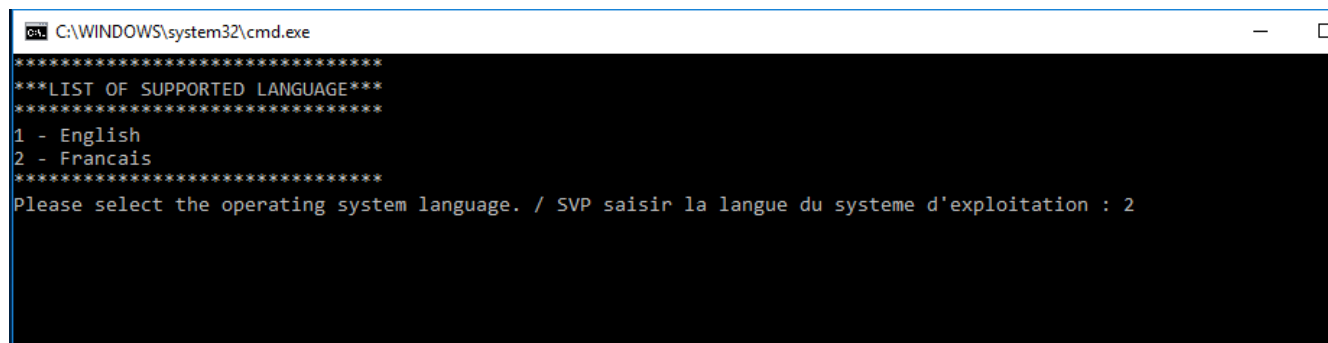 C:\WINDOWS\system32\cmd.exe
********************************
***LIST OF SUPPORTED LANGUAGE***
********************************
1 - English
2 - Francais
********************************
Please select the operating system language. / SVP saisir la langue du systeme d'exploitation : 2